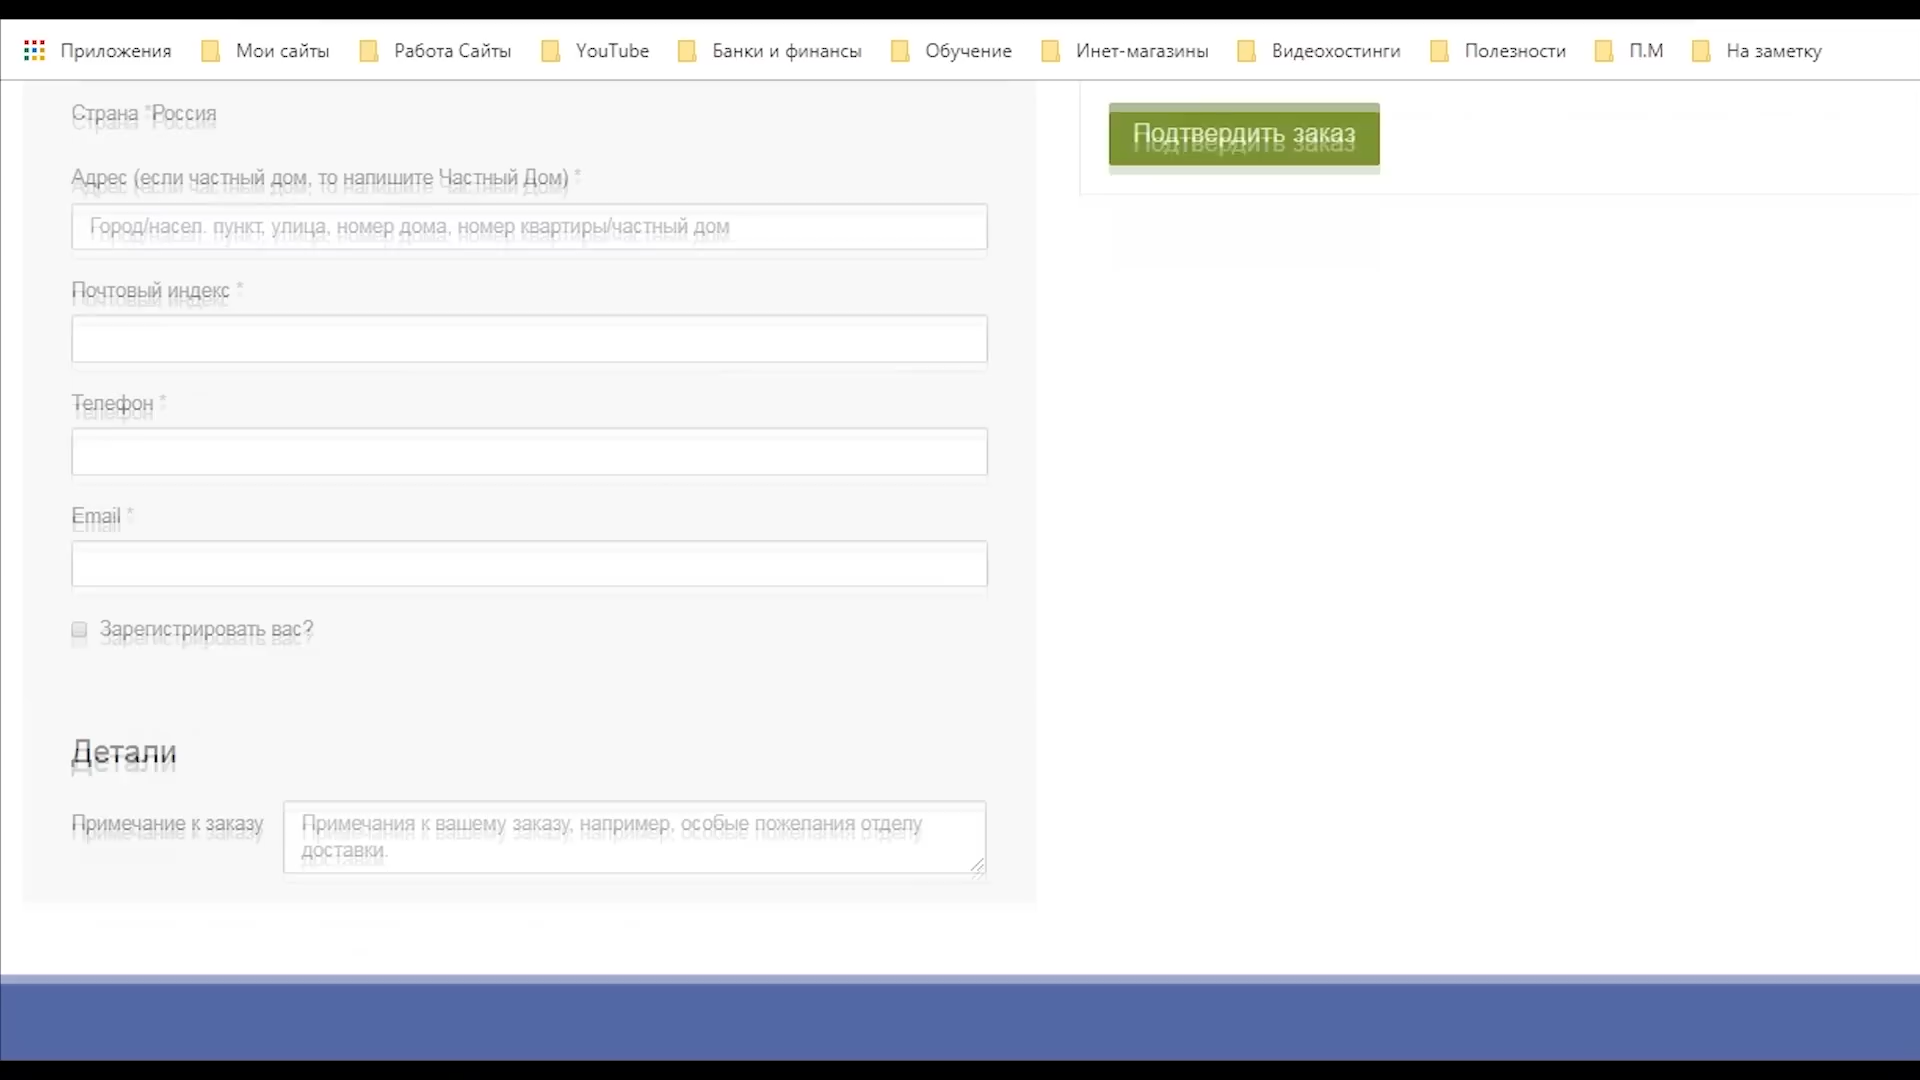 Приложения Мои сайты Работа Сайты YouTube Банки и финансы Обучение Инет-магазины Видеохостинги Полезности П.М На заметку
Страна *Россия
Подтвердить заказ
Адрес (если частный дом, то напишите Частный Дом) *
Город/насел. пункт, улица, номер дома, номер квартиры/частный дом
Почтовый индекс *
Телефон *
Email *
Зарегистрировать вас?
Детали
Примечание к заказу
Примечания к вашему заказу, например, особые пожелания отделу
доставки.